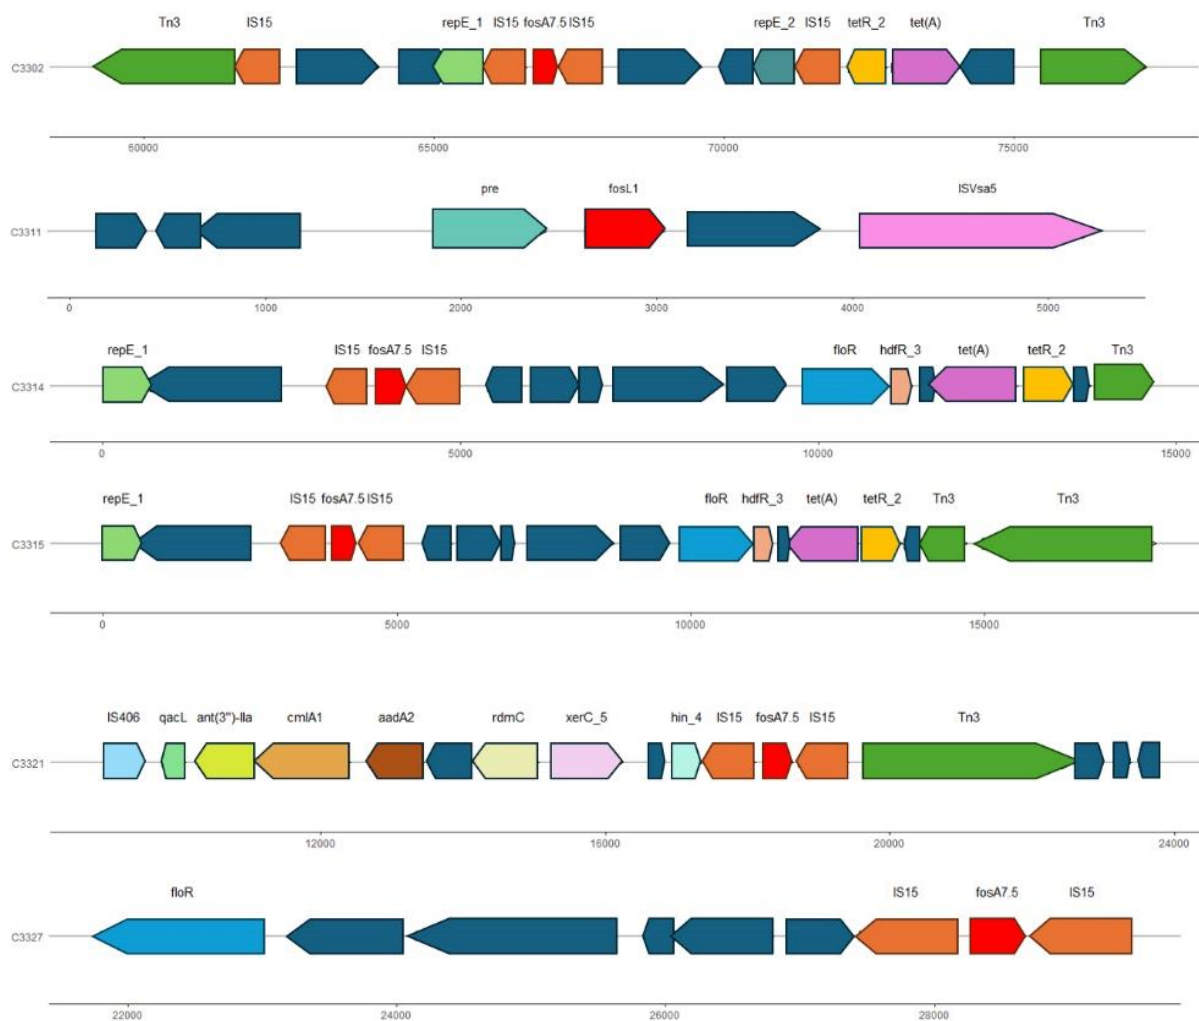 Tn3 IS15 repE_1 IS15 fosA7.5 IS15 repE_2 IS15 tetR_2 tet(A) Tn3
C3302
60000 65000 70000 75000
pre fosL1 ISVsa5
C3311
0 1000 2000 3000 4000 5000
repE_1 IS15 fosA7.5 IS15 floR hdfR_3 tet(A) tetR_2 Tn3
C3314
0 5000 10000 15000
repE_1 IS15 fosA7.5 IS15 floR hdfR_3 tet(A) tetR_2 Tn3 Tn3
C3315
0 5000 10000 15000
IS406 qacL ant(3")-IIa cmlA1 aadA2 rdmC xerC_5 hin_4 IS15 fosA7.5 IS15 Tn3
C3321
12000 16000 20000 24000
floR IS15 fosA7.5 IS15
C3327
22000 24000 26000 28000